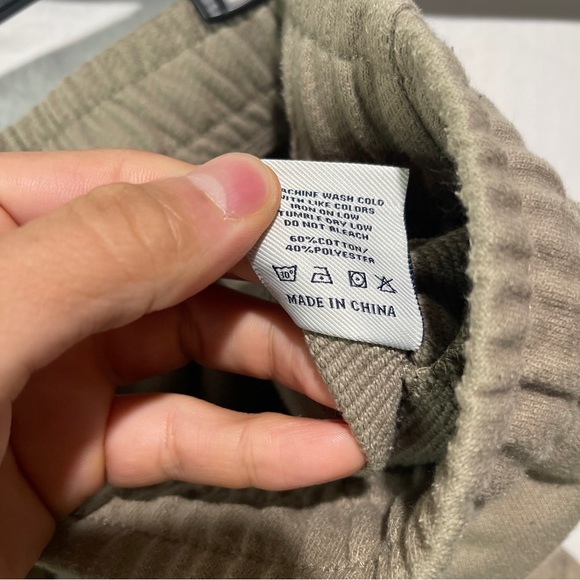 MACHINE WASH COLD
WITH LIKE COLORS
IRON ON LOW
TUMBLE DRY LOW
DO NOT BLEACH
60%COTTON/
40%POLYESTER
30°
MADE IN CHINA